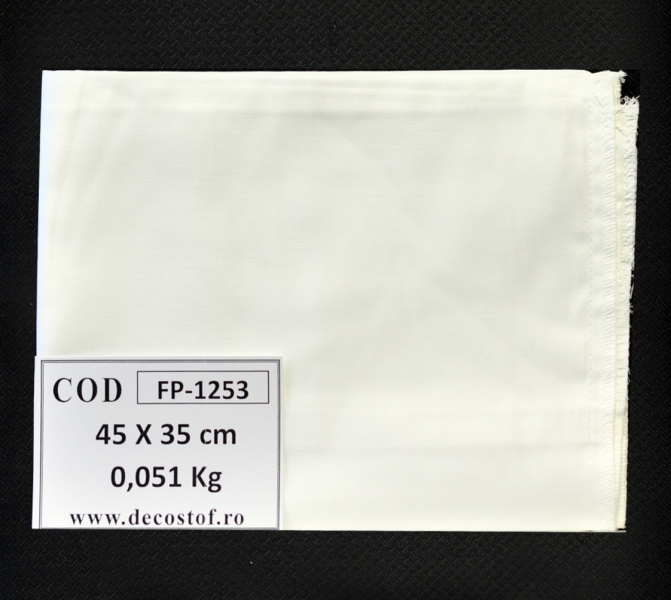 COD FP-1253
45 X 35 cm
0,051 Kg
www.decostof.ro